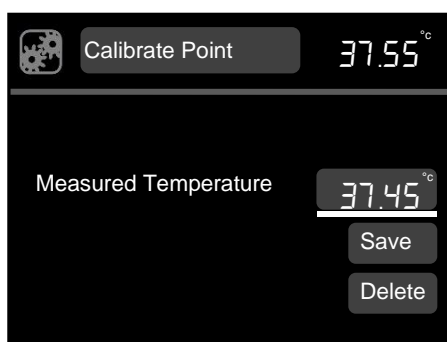 Calibrate Point 37.55 °c
Measured Temperature 37.45 °c
Save
Delete